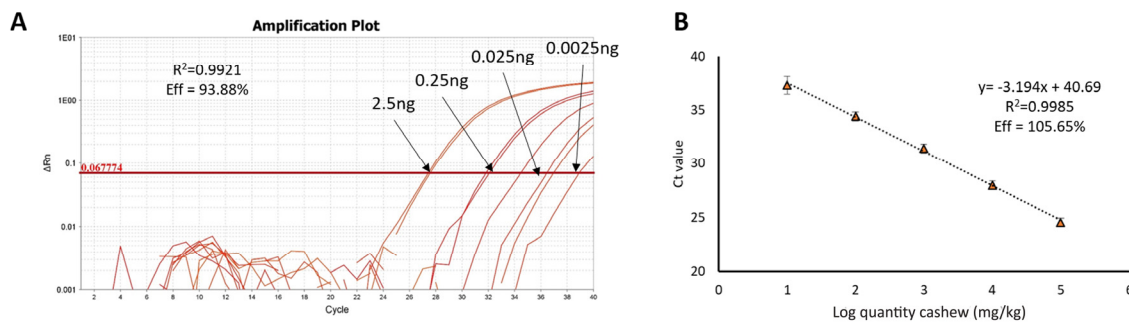 A
Amplification Plot
1E01
R²=0.9921
Eff = 93.88%
2.5ng
0.25ng
0.025ng
0.0025ng
1E00
0.1
0.067774
ΔRn
0.01
0.001
2 4 6 8 10 12 14 16 18 20 22 24 26 28 30 32 34 36 38 40
Cycle
B
40
y= -3.194x + 40.69
R²=0.9985
Eff = 105.65%
35
Ct value
30
25
20
0 1 2 3 4 5 6
Log quantity cashew (mg/kg)